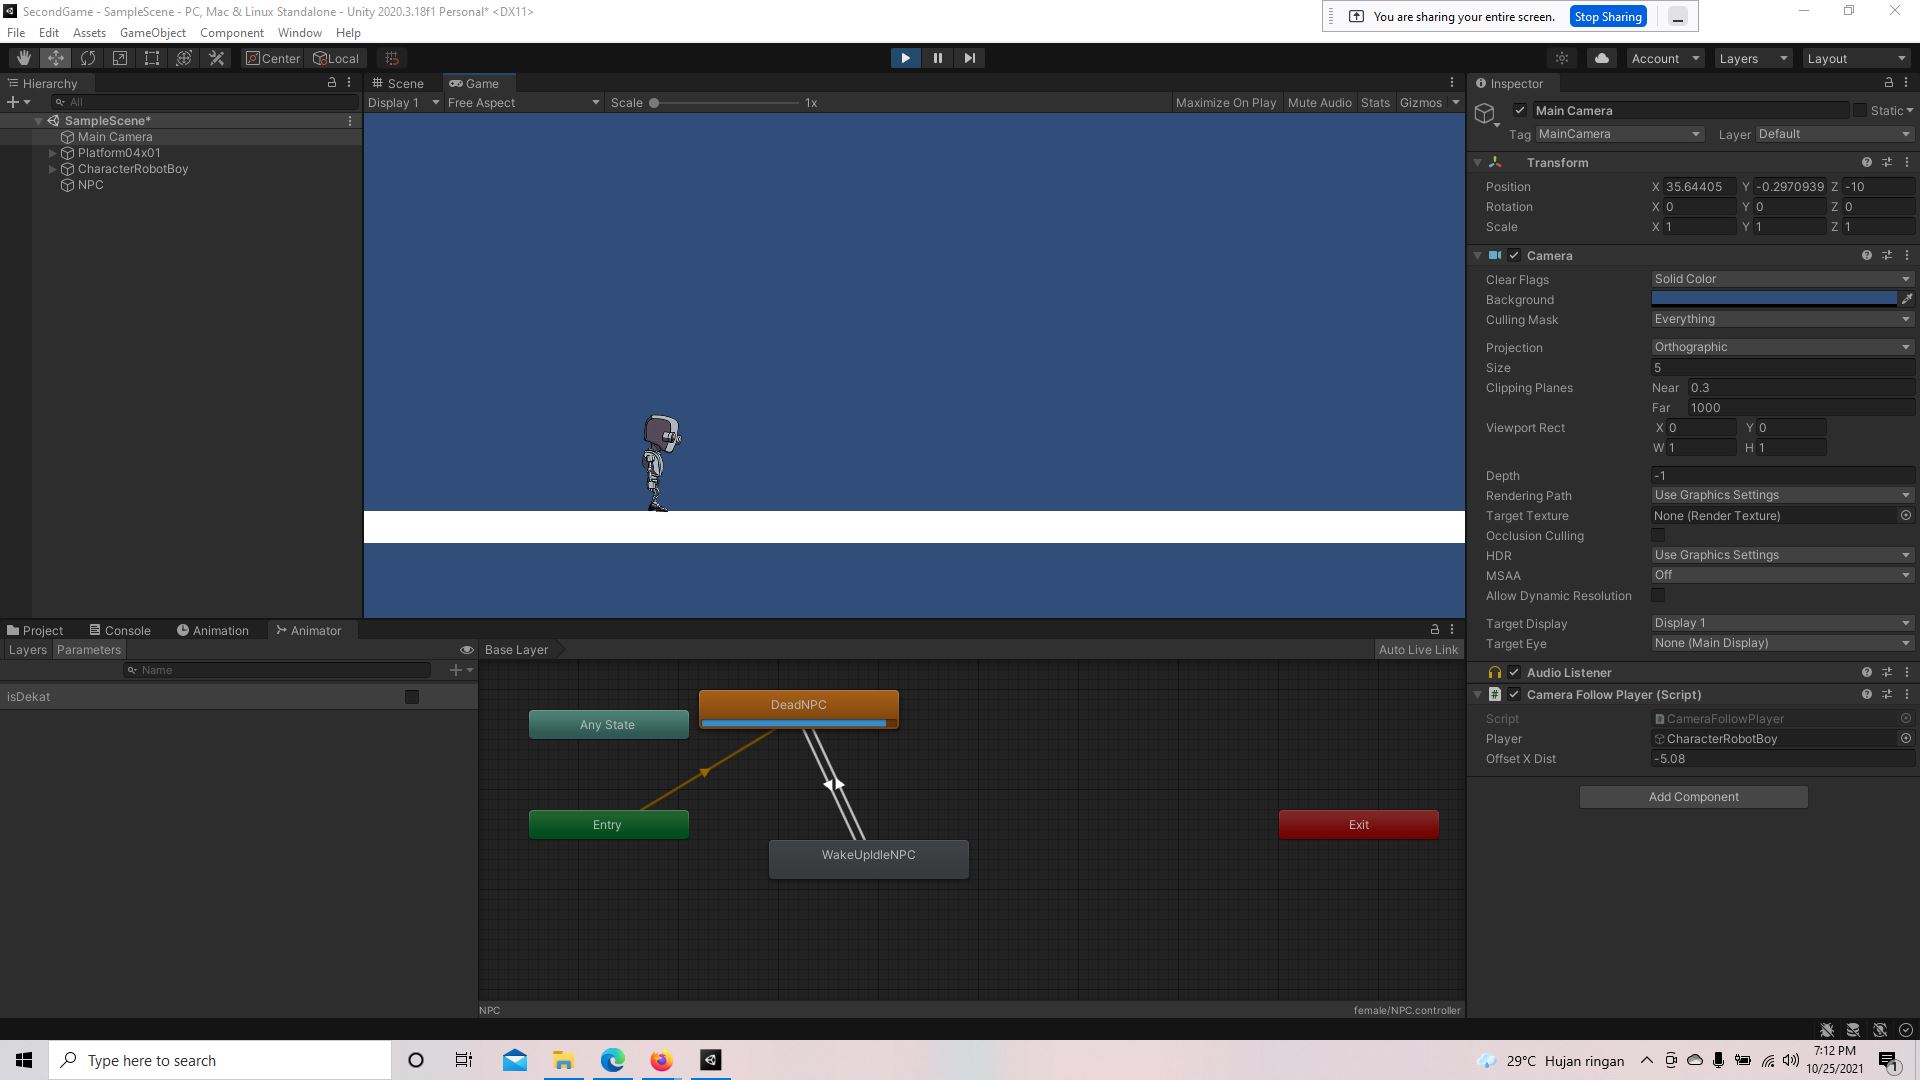 SecondGame - SampleScene - PC, Mac & Linux Standalone - Unity 2020.3.18f1 Personal* <DX11>
You are sharing your entire screen. Stop Sharing
File Edit Assets GameObject Component Window Help
Center Local Account Layers Layout
Hierarchy
All
SampleScene*
Main Camera
Platform04x01
CharacterRobotBoy
NPC
Scene Game
Display 1 Free Aspect Scale 1x Maximize On Play Mute Audio Stats Gizmos
Inspector
Main Camera Static
Tag MainCamera Layer Default
Transform
Position X 35.64405 Y -0.2970939 Z -10
Rotation X 0 Y 0 Z 0
Scale X 1 Y 1 Z 1
Camera
Clear Flags Solid Color
Background
Culling Mask Everything
Projection Orthographic
Size 5
Clipping Planes Near 0.3
Far 1000
Viewport Rect X 0 Y 0
W 1 H 1
Depth -1
Rendering Path Use Graphics Settings
Target Texture None (Render Texture)
Occlusion Culling
HDR Use Graphics Settings
MSAA Off
Allow Dynamic Resolution
Target Display Display 1
Target Eye None (Main Display)
Audio Listener
Camera Follow Player (Script)
Script CameraFollowPlayer
Player CharacterRobotBoy
Offset X Dist -5.08
Add Component
Project Console Animation Animator
Layers Parameters Base Layer Auto Live Link
Name
isDekat
DeadNPC
Any State
Entry
WakeUpIdleNPC
Exit
NPC female/NPC.controller
Type here to search
29°C Hujan ringan
7:12 PM
10/25/2021
1